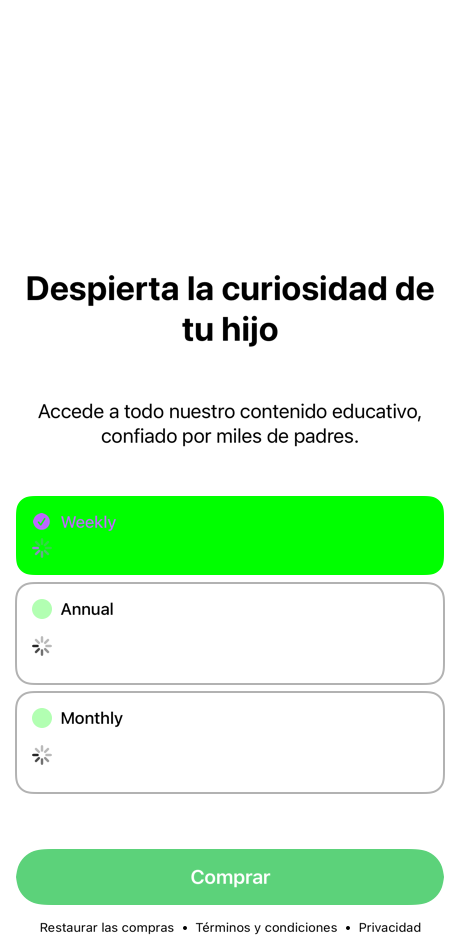 Despierta la curiosidad de
tu hijo
Accede a todo nuestro contenido educativo,
confiado por miles de padres.
Weekly
Annual
Monthly
Comprar
Restaurar las compras • Términos y condiciones • Privacidad